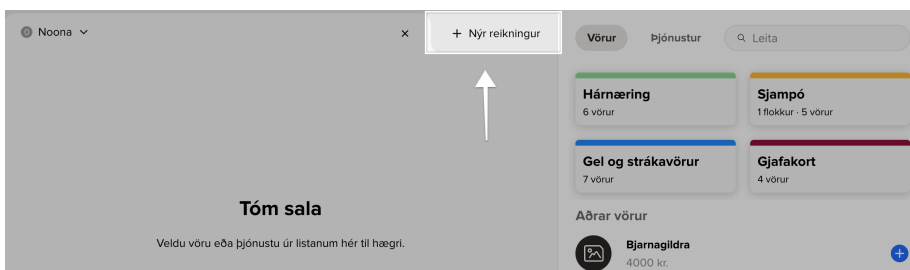 Noona
+ Nýr reikningur
Vörur
Þjónustur
Leita
Hárnæring
6 vörur
Sjampó
1 flokkur · 5 vörur
Gel og strákavörur
7 vörur
Gjafakort
4 vörur
Tóm sala
Veldu vöru eða þjónustu úr listanum hér til hægri.
Aðrar vörur
Bjarnagildra
4000 kr.